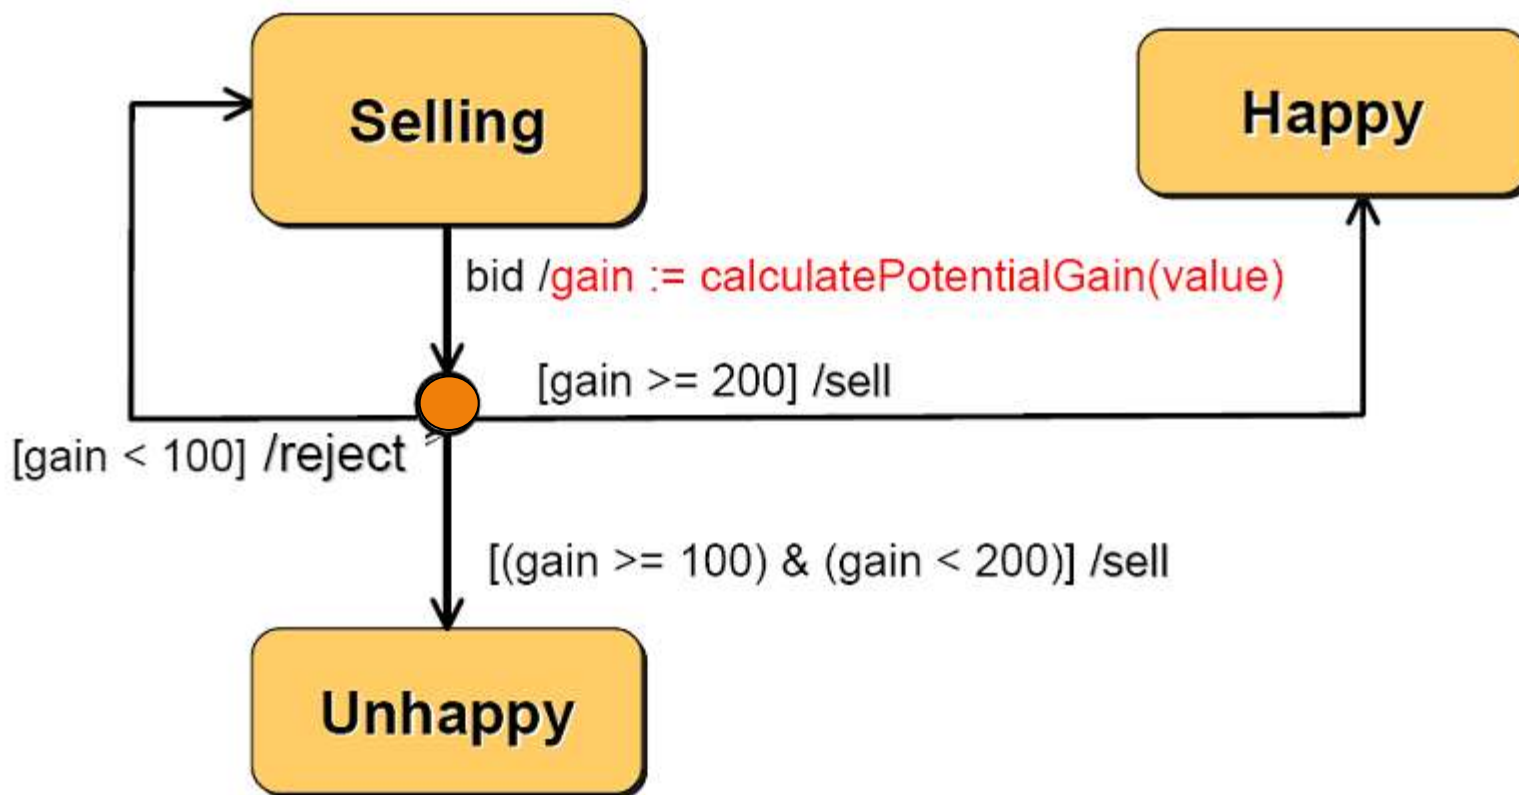 Selling
Happy
bid /gain := calculatePotentialGain(value)
[gain >= 200] /sell
[gain < 100] /reject
[(gain >= 100) & (gain < 200)] /sell
Unhappy